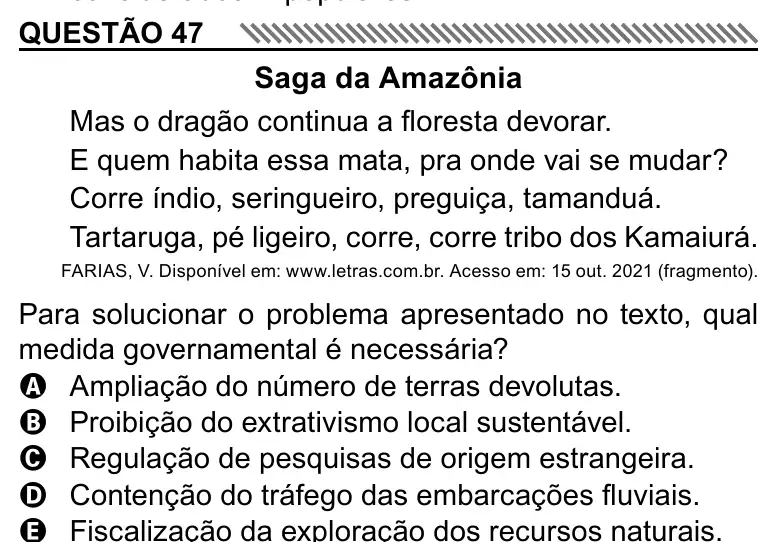 QUESTÃO 47
Saga da Amazônia
Mas o dragão continua a floresta devorar.
E quem habita essa mata, pra onde vai se mudar?
Corre índio, seringueiro, preguiça, tamanduá.
Tartaruga, pé ligeiro, corre, corre tribo dos Kamaiurá.
FARIAS, V. Disponível em: www.letras.com.br. Acesso em: 15 out. 2021 (fragmento).
Para solucionar o problema apresentado no texto, qual
medida governamental é necessária?
A Ampliação do número de terras devolutas.
B Proibição do extrativismo local sustentável.
C Regulação de pesquisas de origem estrangeira.
D Contenção do tráfego das embarcações fluviais.
E Fiscalização da exploração dos recursos naturais.